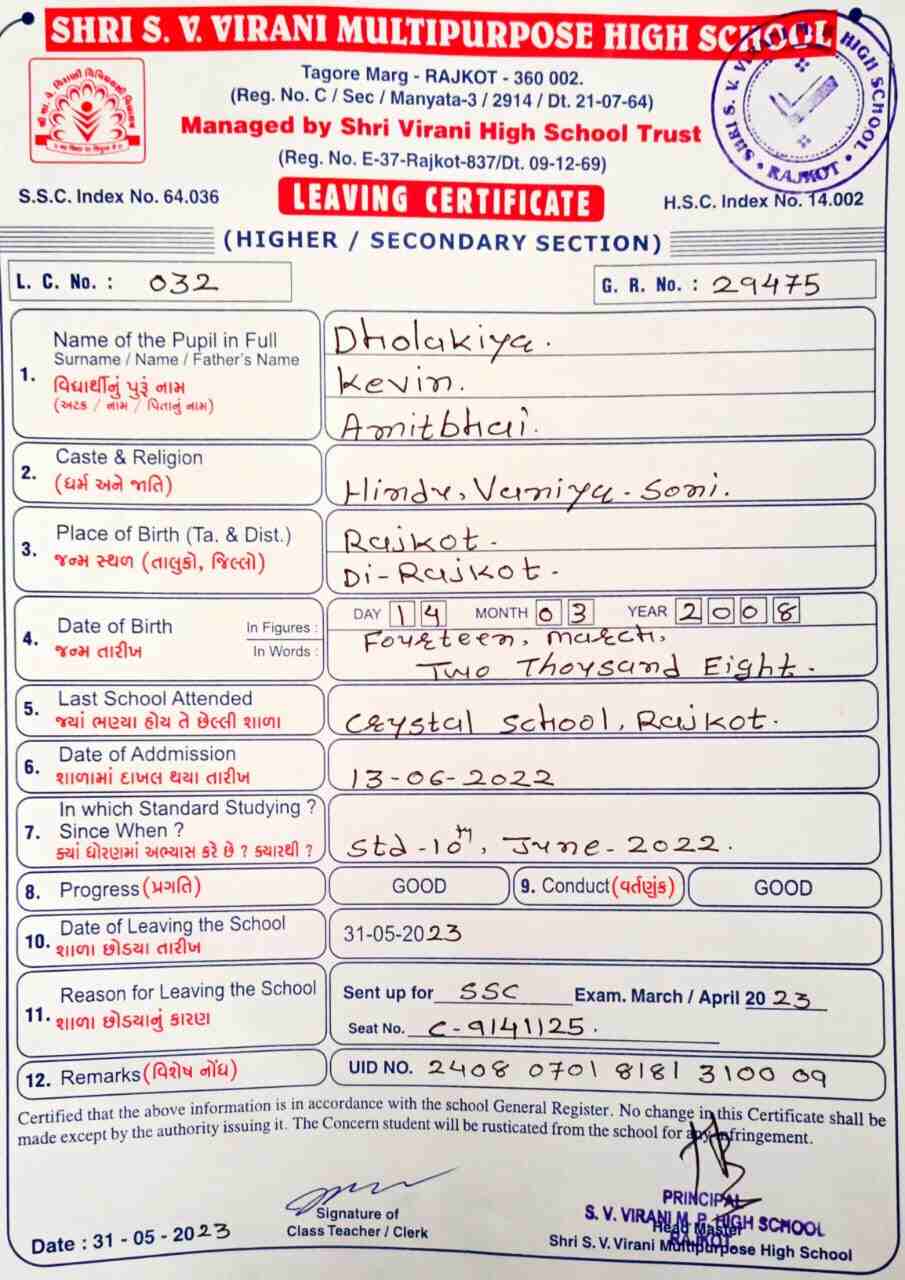 SHRI S. V. VIRANI MULTIPURPOSE HIGH SCHOOL
Tagore Marg - RAJKOT - 360 002.
(Reg. No. C / Sec / Manyata-3 / 2914 / Dt. 21-07-64)
Managed by Shri Virani High School Trust
(Reg. No. E-37-Rajkot-837/Dt. 09-12-69)
SHRI S. V. VIRANI M. P. HIGH SCHOOL • RAJKOT •
S.S.C. Index No. 64.036
LEAVING CERTIFICATE
H.S.C. Index No. 14.002
(HIGHER / SECONDARY SECTION)
L. C. No. : 032
G. R. No. : 29475
1. Name of the Pupil in Full
Surname / Name / Father's Name
વિદ્યાર્થીનું પુરૂં નામ
(અટક / નામ / પિતાનું નામ)
Dholakiya.
Kevin.
Amitbhai.
2. Caste & Religion
(ધર્મ અને જાતિ)
Hindu, Vaniya - Soni.
3. Place of Birth (Ta. & Dist.)
જન્મ સ્થળ (તાલુકો, જિલ્લો)
Rajkot.
Di-Rajkot.
4. Date of Birth In Figures :
જન્મ તારીખ In Words :
DAY 14 MONTH 03 YEAR 2008
Fourteen, March,
Two Thousand Eight.
5. Last School Attended
જ્યાં ભણ્યા હોય તે છેલ્લી શાળા
Crystal School, Rajkot.
6. Date of Addmission
શાળામાં દાખલ થયા તારીખ
13-06-2022
7. In which Standard Studying ?
Since When ?
ક્યાં ધોરણમાં અભ્યાસ કરે છે ? ક્યારથી ?
Std-10th, June-2022.
8. Progress (પ્રગતિ) GOOD 9. Conduct (વર્તણુંક) GOOD
10. Date of Leaving the School
શાળા છોડ્યા તારીખ
31-05-2023
11. Reason for Leaving the School
શાળા છોડ્યાનું કારણ
Sent up for SSC Exam. March / April 2023
Seat No. C-9141125.
12. Remarks (વિશેષ નોંધ) UID NO. 2408 0701 8181 3100 09
Certified that the above information is in accordance with the school General Register. No change in this Certificate shall be
made except by the authority issuing it. The Concern student will be rusticated from the school for any infringement.
Signature of
Class Teacher / Clerk
PRINCIPAL
S. V. VIRANI M. P. HIGH SCHOOL
RAJKOT
Head Master
Shri S. V. Virani Multipurpose High School
Date : 31 - 05 - 2023